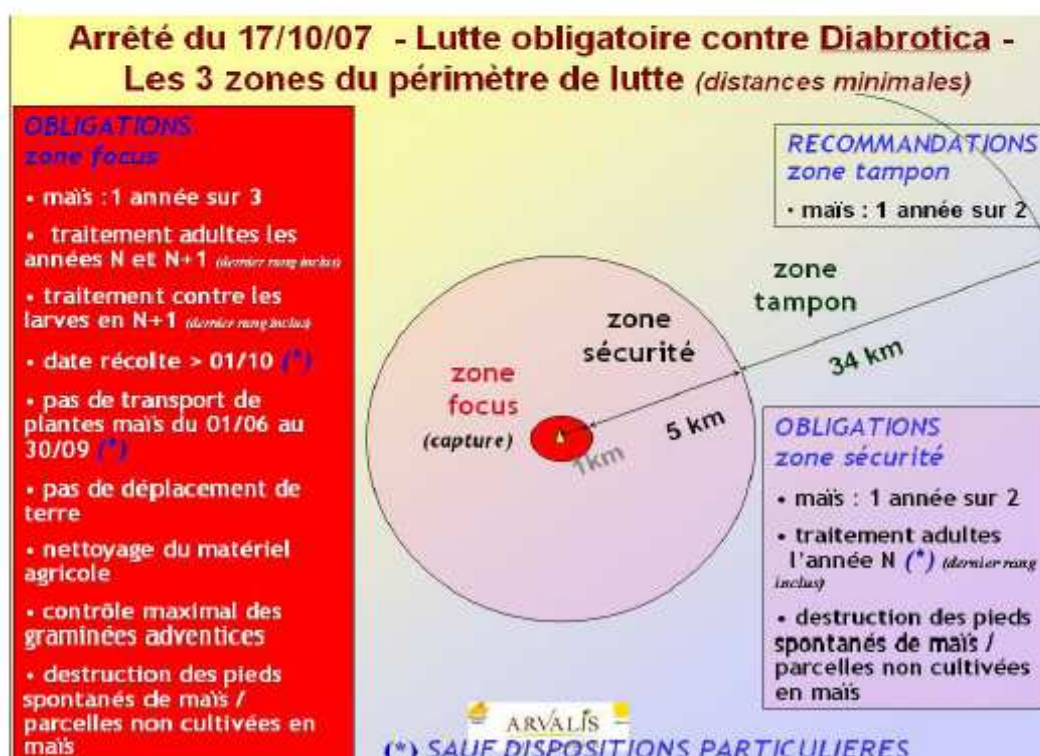 Arrêté du 17/10/07 - Lutte obligatoire contre Diabrotica -
Les 3 zones du périmètre de lutte (distances minimales)
OBLIGATIONS
zone focus
• maïs : 1 année sur 3
• traitement adultes les
années N et N+1 (dernier rang inclus)
• traitement contre les
larves en N+1 (dernier rang inclus)
• date récolte > 01/10 (*)
• pas de transport de
plantes maïs du 01/06 au
30/09 (*)
• pas de déplacement de
terre
• nettoyage du matériel
agricole
• contrôle maximal des
graminées adventices
• destruction des pieds
spontanés de maïs /
parcelles non cultivées en
maïs
RECOMMANDATIONS
zone tampon
• maïs : 1 année sur 2
zone
tampon
34 km
zone
sécurité
5 km
zone
focus
(capture)
1km
OBLIGATIONS
zone sécurité
• maïs : 1 année sur 2
• traitement adultes
l'année N (*) (dernier rang
inclus)
• destruction des pieds
spontanés de maïs /
parcelles non cultivées
en maïs
ARVALIS
(*) SAUF DISPOSITIONS PARTICULIERES